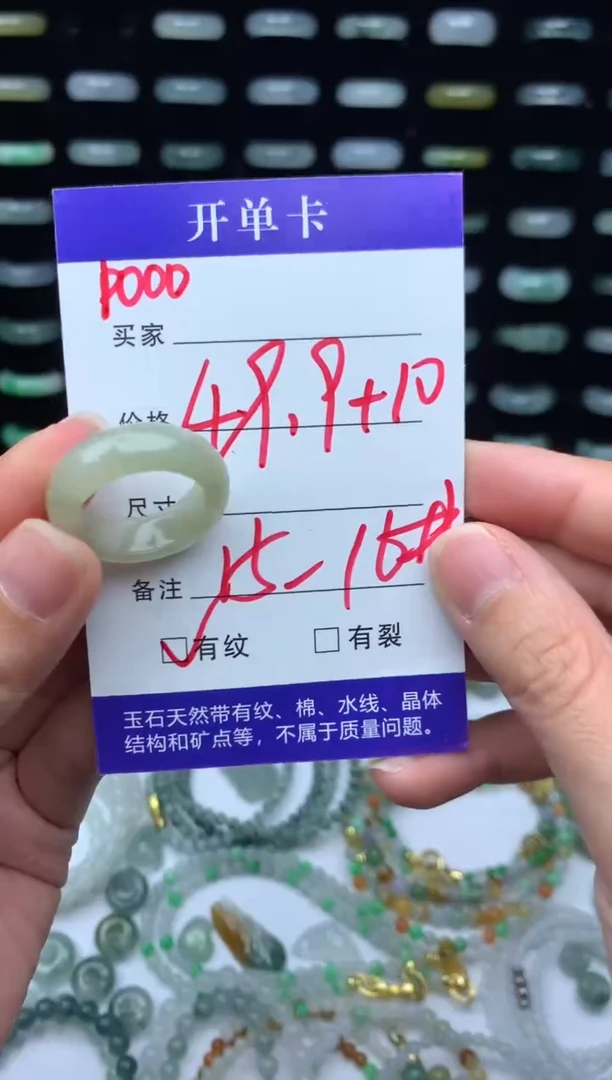 开单卡
1000
买家
价格 49.9+10
尺寸
备注 15-16#
有纹 有裂
玉石天然带有纹、棉、水线、晶体
结构和矿点等，不属于质量问题。